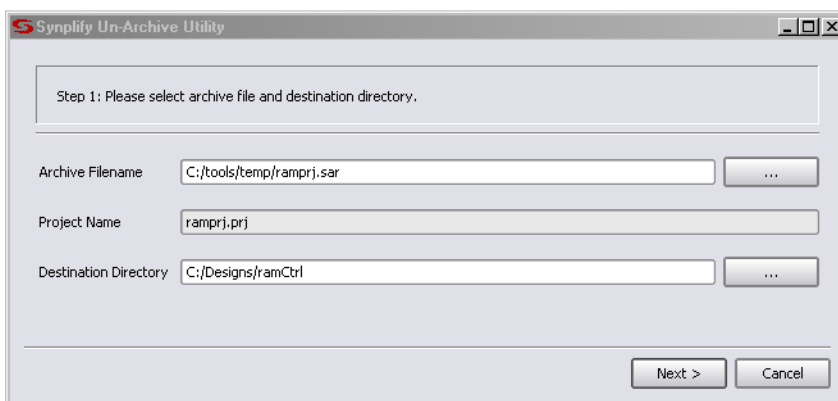 Synplify Un-Archive Utility
Step 1: Please select archive file and destination directory.
Archive Filename C:/tools/temp/ramprj.sar ...
Project Name ramprj.prj
Destination Directory C:/Designs/ramCtrl ...
Next > Cancel